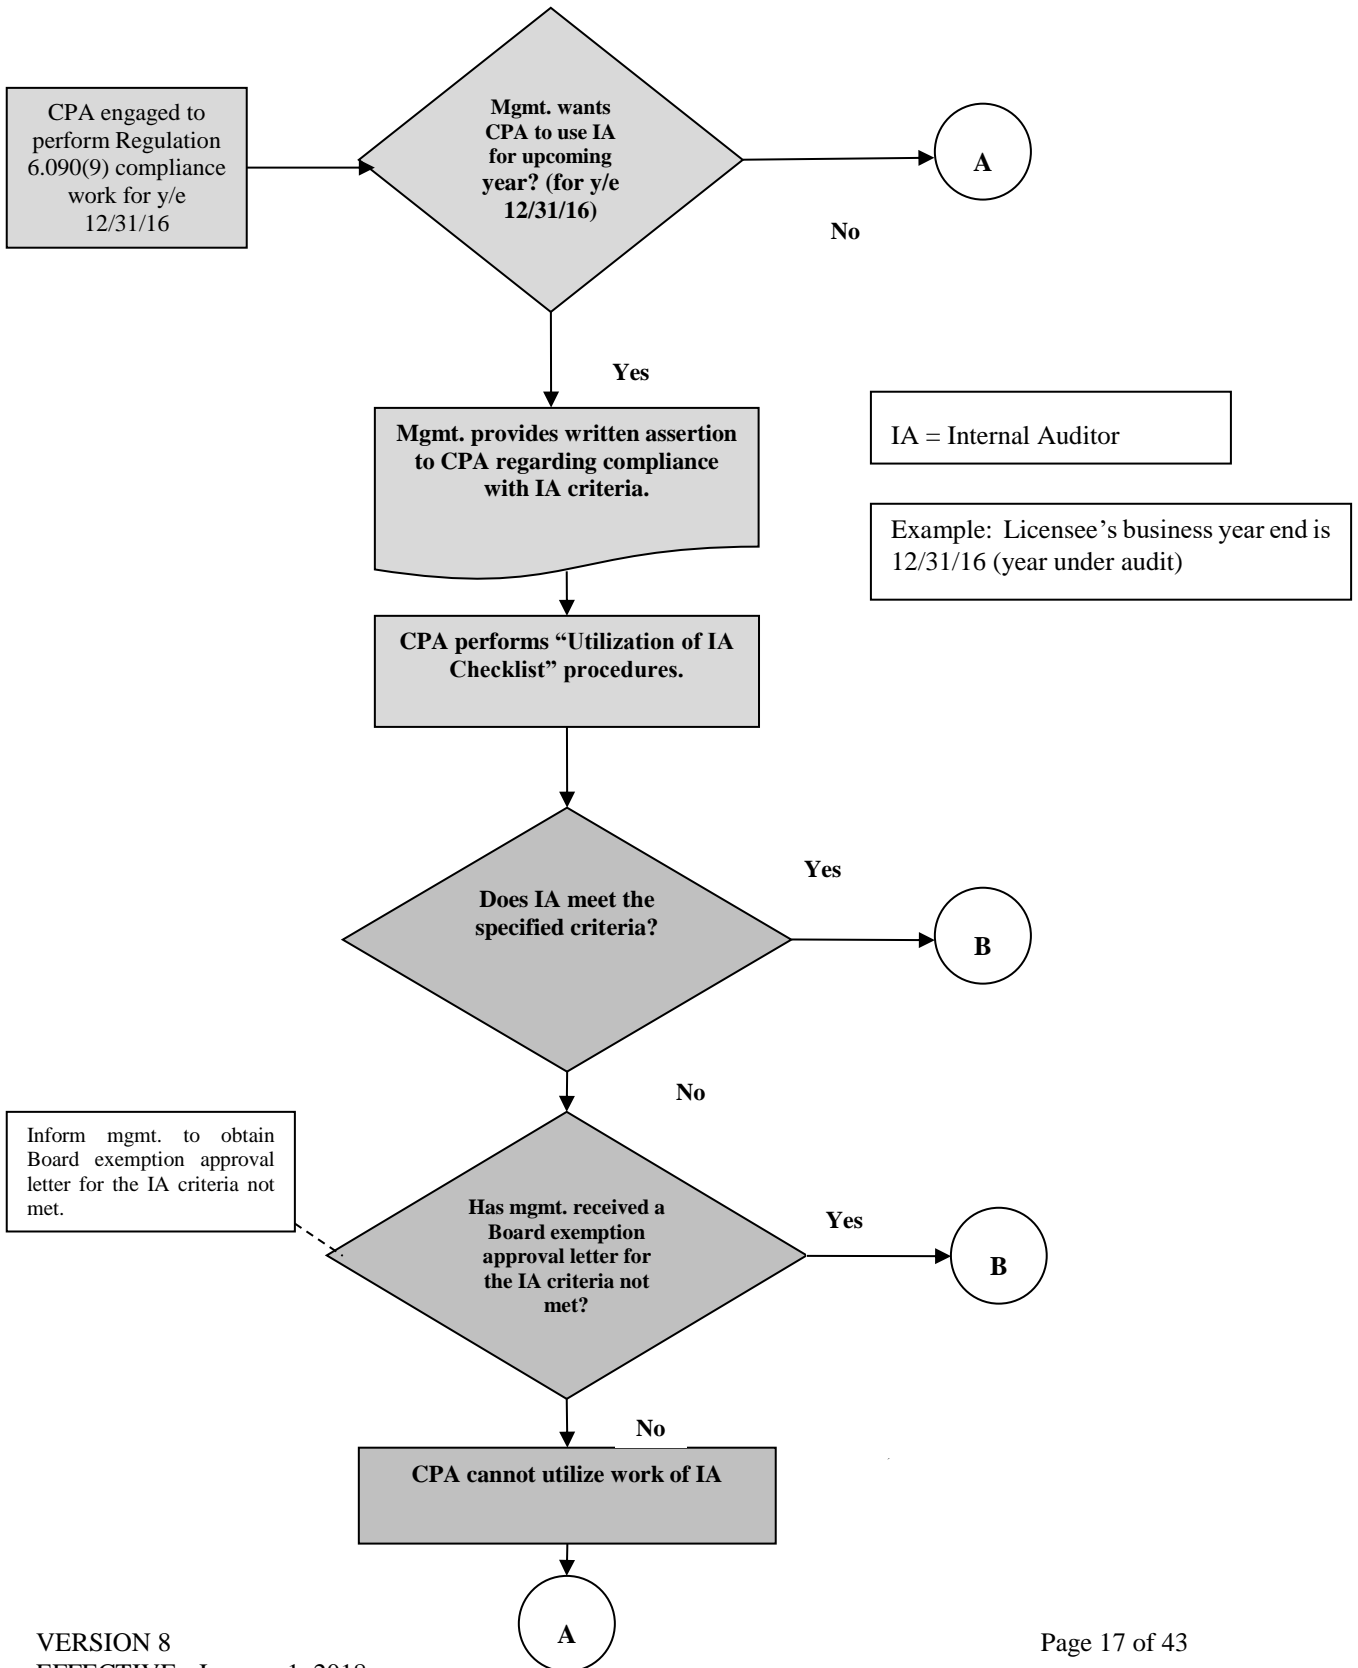 CPA engaged to
perform Regulation
6.090(9) compliance
work for y/e
12/31/16
Mgmt. wants
CPA to use IA
for upcoming
year? (for y/e
12/31/16)
A
No
Yes
Mgmt. provides written assertion
to CPA regarding compliance
with IA criteria.
IA = Internal Auditor
Example: Licensee’s business year end is
12/31/16 (year under audit)
CPA performs “Utilization of IA
Checklist” procedures.
Does IA meet the
specified criteria?
Yes
B
No
Inform mgmt. to obtain
Board exemption approval
letter for the IA criteria not
met.
Has mgmt. received a
Board exemption
approval letter for
the IA criteria not
met?
Yes
B
No
CPA cannot utilize work of IA
A
VERSION 8
Page 17 of 43